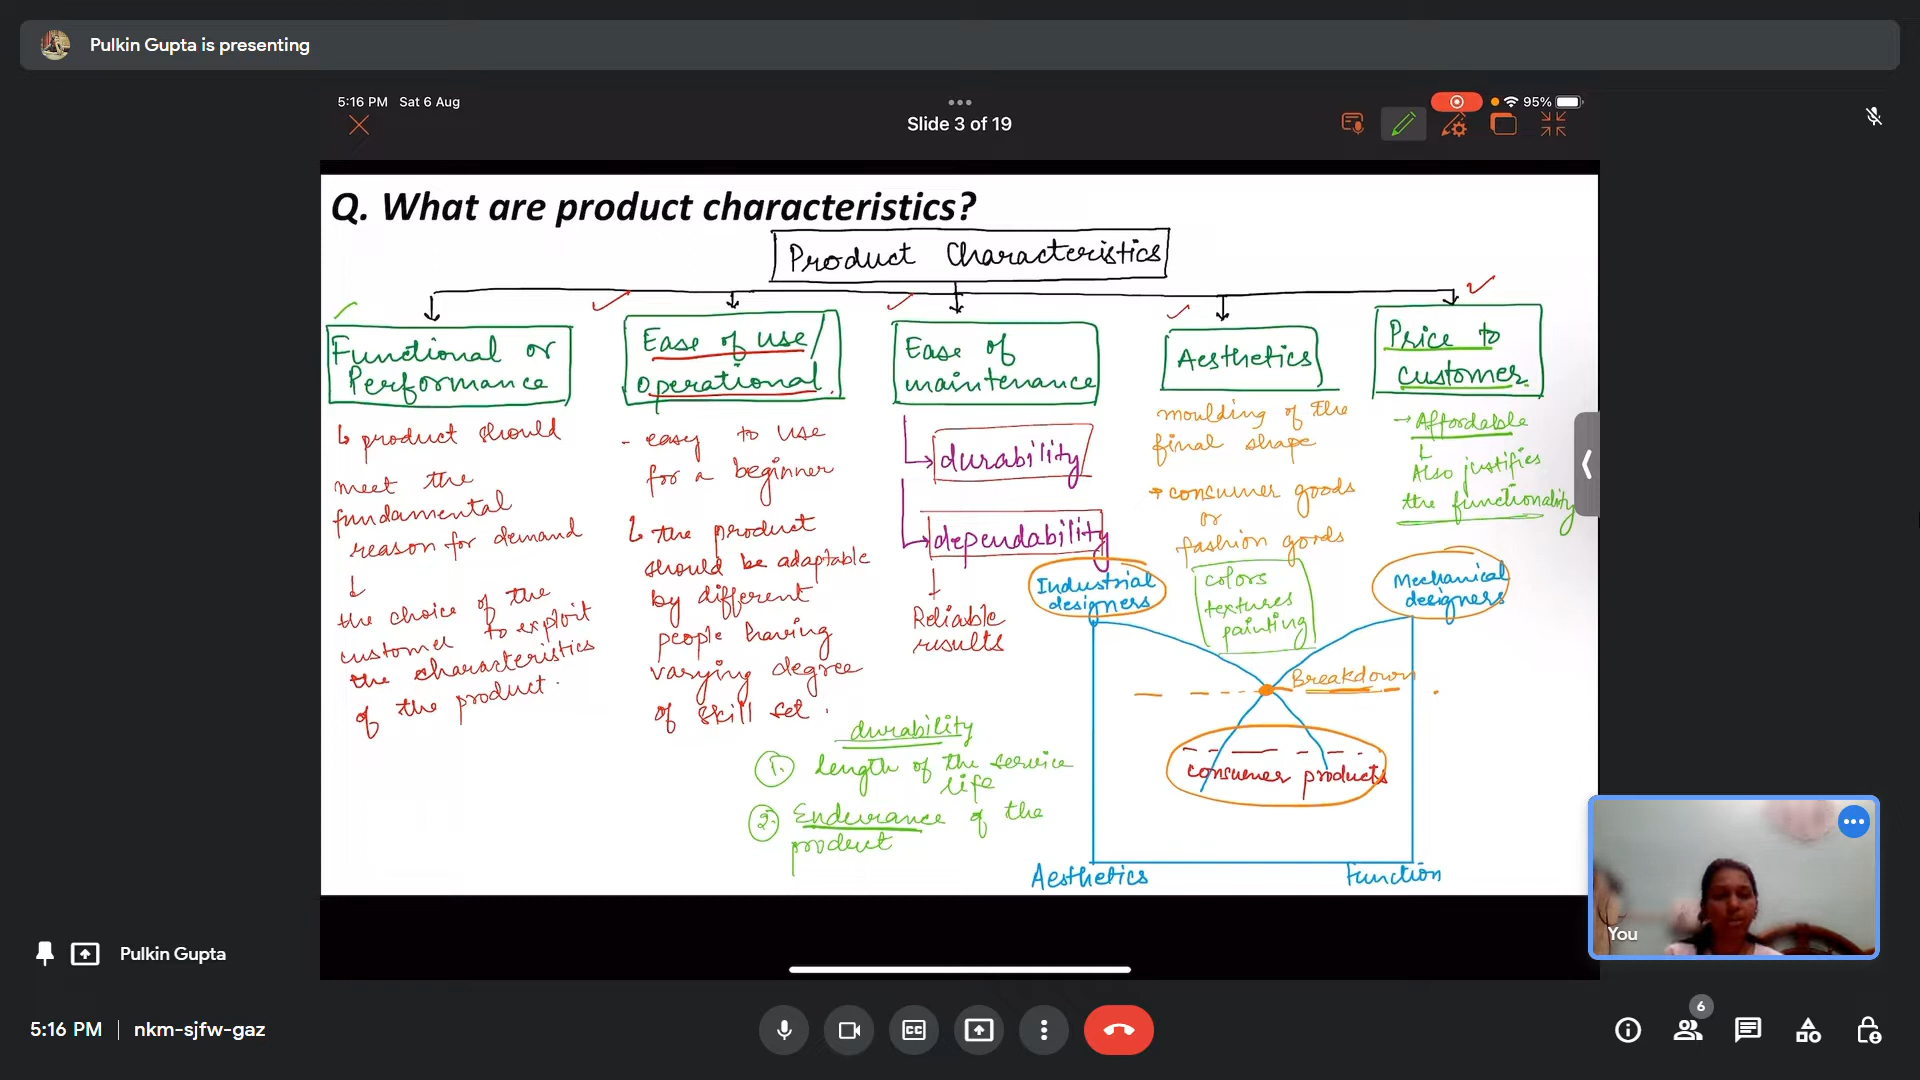 Pulkin Gupta is presenting
5:16 PM Sat 6 Aug
Slide 3 of 19
95%
Q. What are product characteristics?
Product Characteristics
Functional or
Performance
↳ product should
meet the
fundamental
reason for demand
↓
the choice of the
customer to exploit
the characteristics
of the product.
Ease of use/
operational.
- easy to use
for a beginner
↳ the product
should be adaptable
by different
people having
varying degree
of skill set.
Ease of
maintenance
durability
dependability
↓
Reliable
results
durability
1. length of the service
life
2. Endurance of the
product
Aesthetics
moulding of the
final shape
→ consumer goods
or
fashion goods
colors
textures
painting
Price to
customer.
→ Affordable
↓
Also justifies
the functionality
Industrial
designers
Mechanical
designers
Breakdown
consumer products
Aesthetics
function
You
Pulkin Gupta
5:16 PM | nkm-sjfw-gaz
CC
6